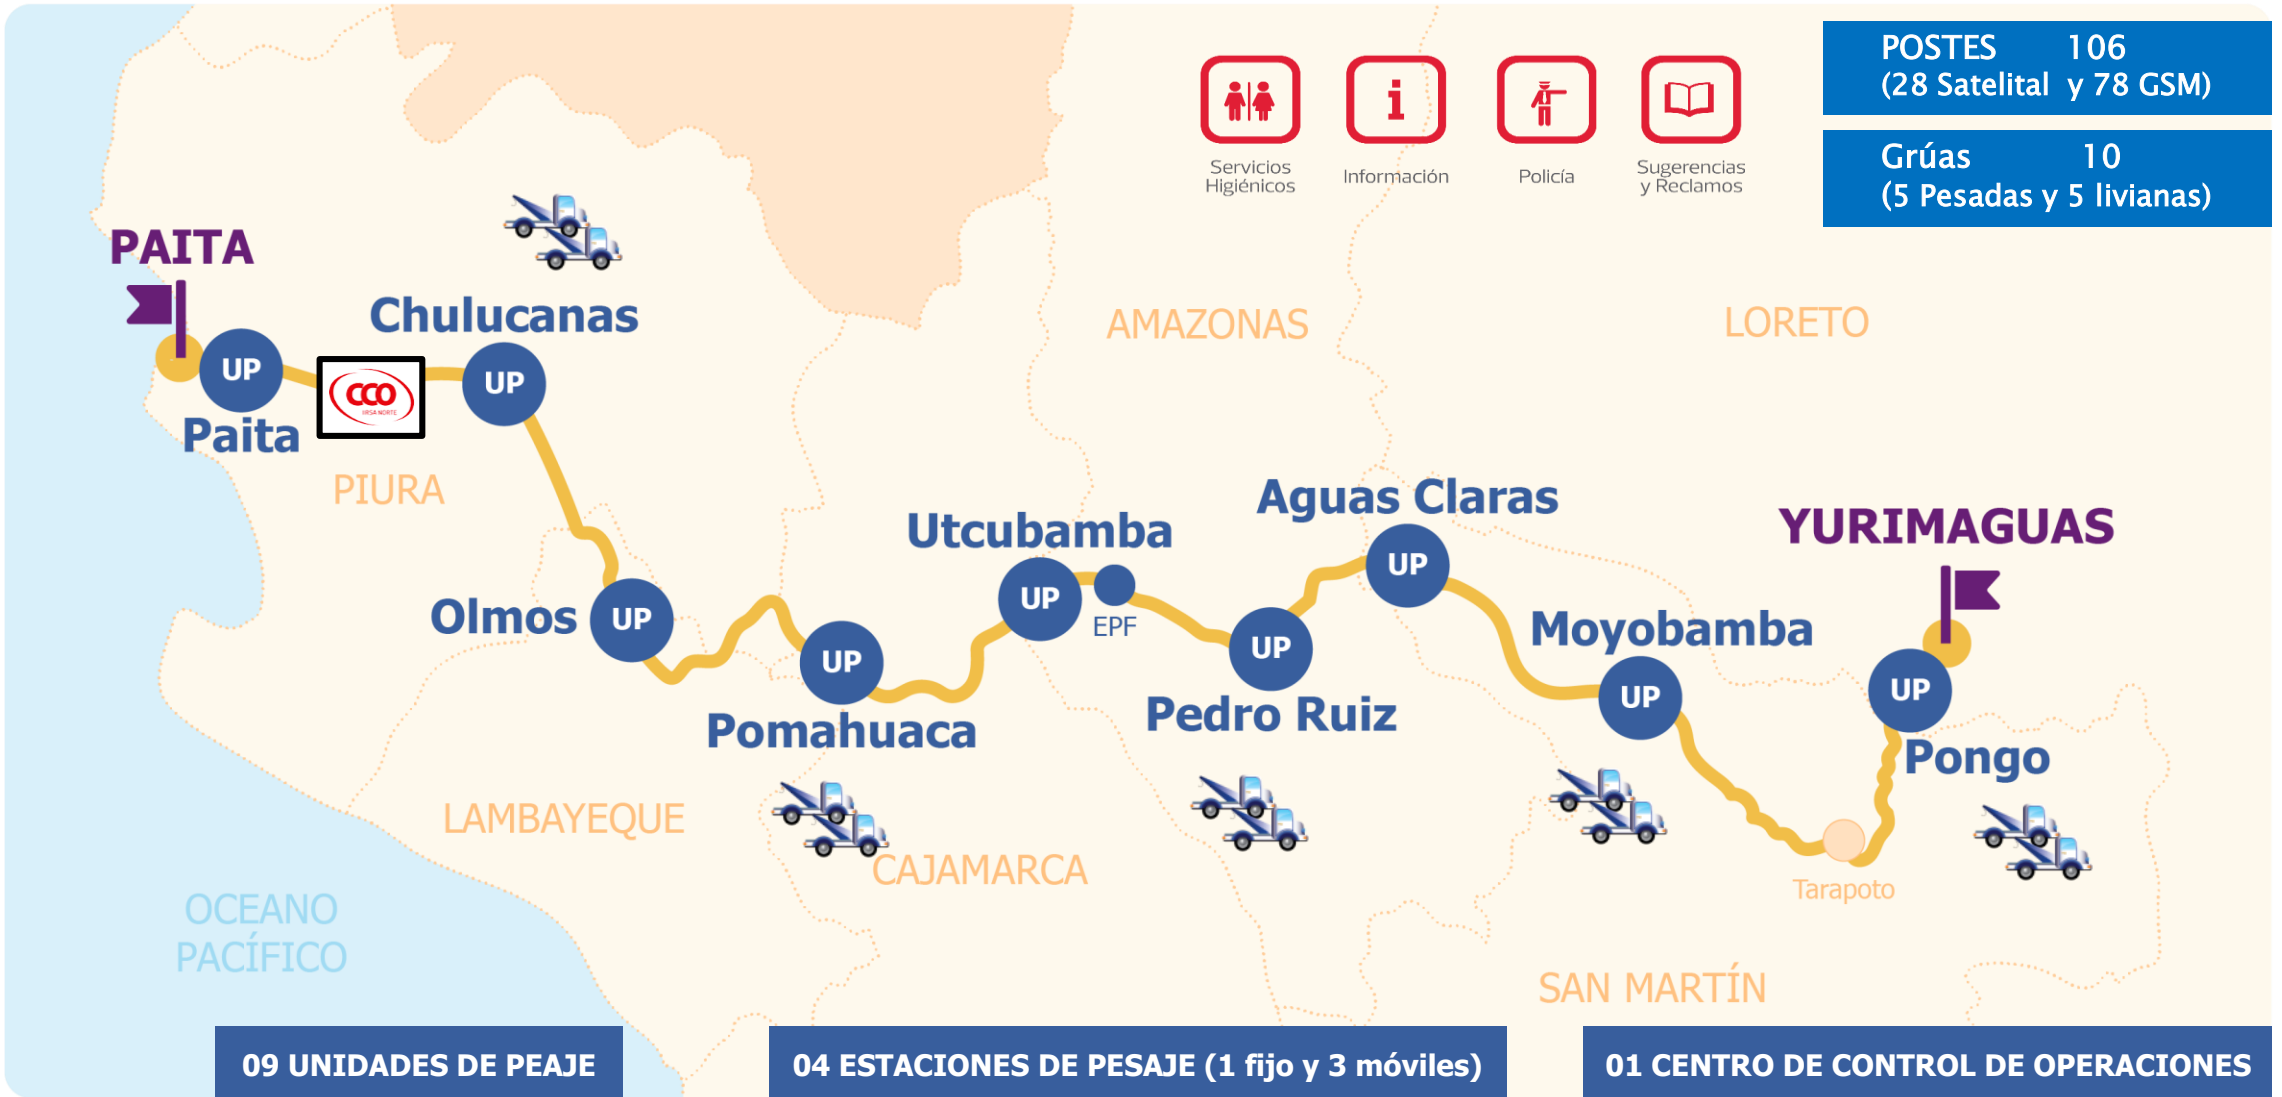 POSTES 106
(28 Satelital y 78 GSM)
Grúas 10
(5 Pesadas y 5 livianas)
Servicios
Higiénicos
Información
Policía
Sugerencias
y Reclamos
PAITA
Chulucanas
UP
Paita
CCO
IIRSA NORTE
UP
PIURA
AMAZONAS
LORETO
Olmos
UP
Utcubamba
UP
EPF
Aguas Claras
UP
YURIMAGUAS
Moyobamba
UP
Pomahuaca
UP
Pedro Ruiz
UP
UP
Pongo
LAMBAYEQUE
CAJAMARCA
Tarapoto
OCEANO
PACÍFICO
SAN MARTÍN
09 UNIDADES DE PEAJE
04 ESTACIONES DE PESAJE (1 fijo y 3 móviles)
01 CENTRO DE CONTROL DE OPERACIONES